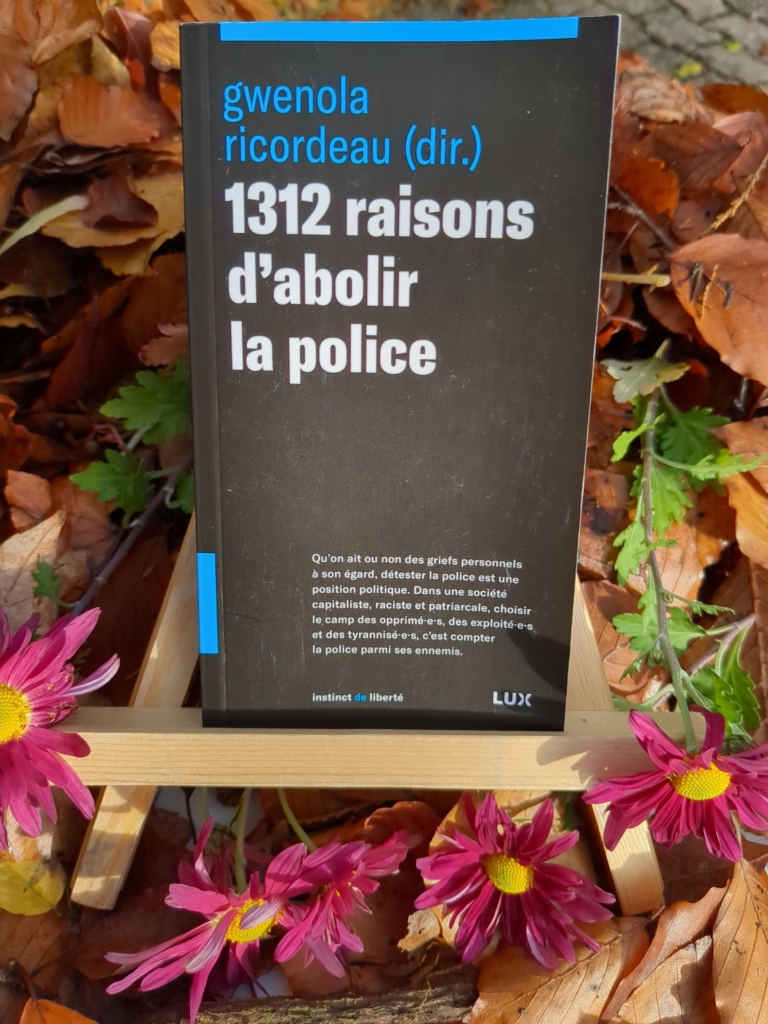 gwenola
ricordeau (dir.)
1312 raisons
d'abolir
la police
Qu'on ait ou non des griefs personnels
à son égard, détester la police est une
position politique. Dans une société
capitaliste, raciste et patriarcale, choisir
le camp des opprimé·e·s, des exploité·e·s
et des tyrannisé·e·s, c'est compter
la police parmi ses ennemis.
instinct de liberté
LUX